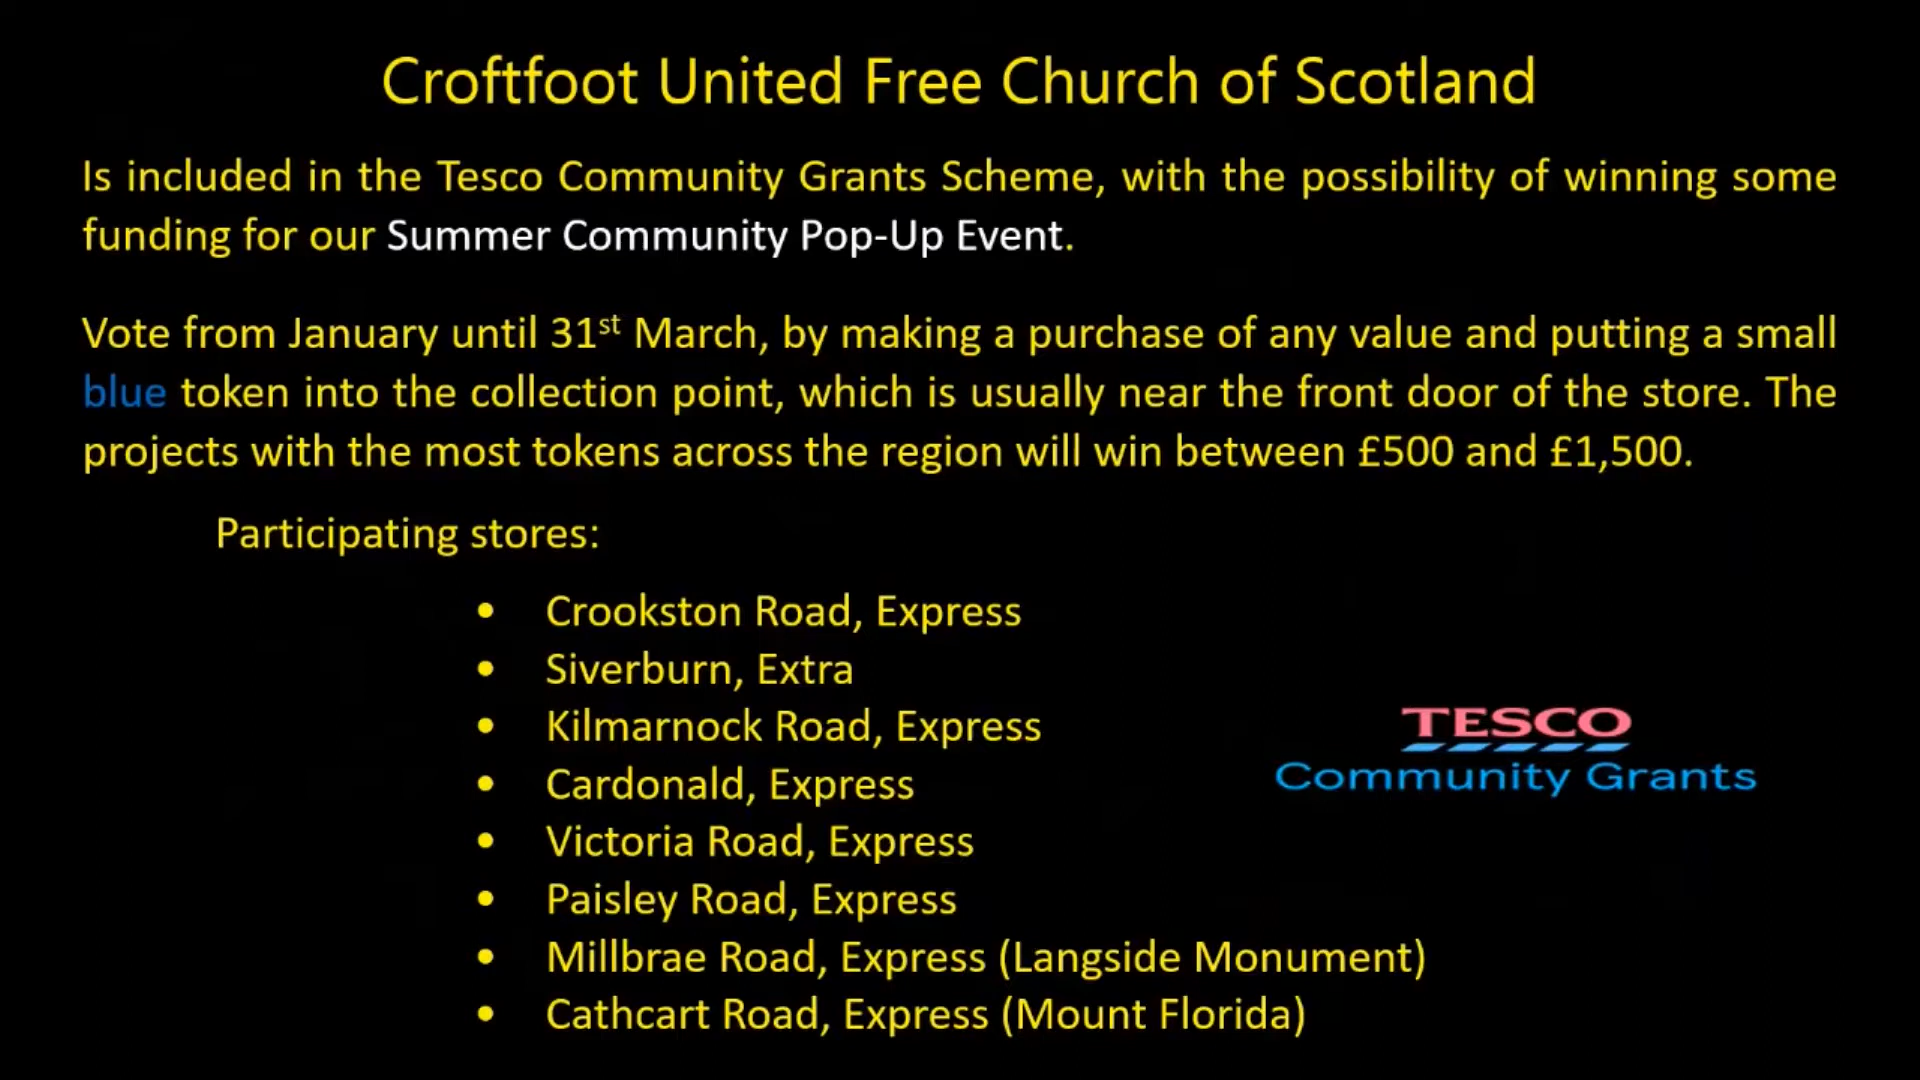 Croftfoot United Free Church of Scotland
Is included in the Tesco Community Grants Scheme, with the possibility of winning some
funding for our Summer Community Pop-Up Event.
Vote from January until 31st March, by making a purchase of any value and putting a small
blue token into the collection point, which is usually near the front door of the store. The
projects with the most tokens across the region will win between £500 and £1,500.
Participating stores:
• Crookston Road, Express
• Siverburn, Extra
• Kilmarnock Road, Express
• Cardonald, Express
• Victoria Road, Express
• Paisley Road, Express
• Millbrae Road, Express (Langside Monument)
• Cathcart Road, Express (Mount Florida)
TESCO
Community Grants